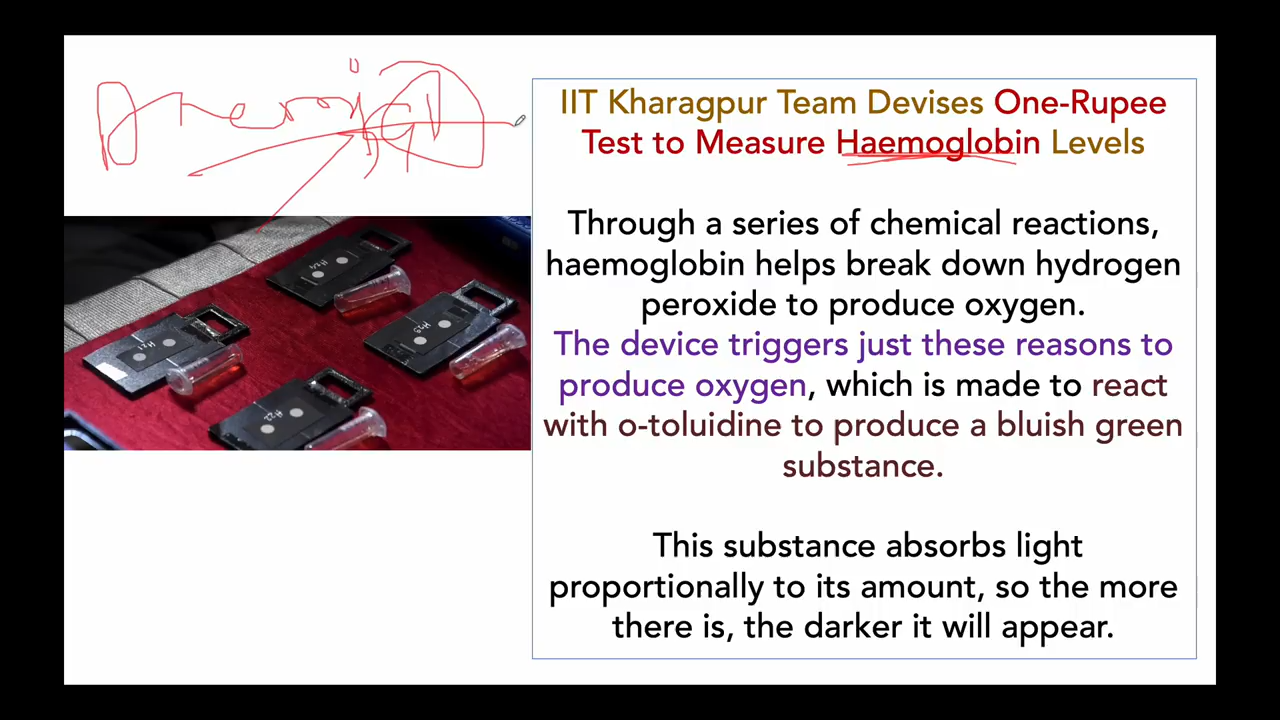 IIT Kharagpur Team Devises One-Rupee
Test to Measure Haemoglobin Levels
Through a series of chemical reactions,
haemoglobin helps break down hydrogen
peroxide to produce oxygen.
The device triggers just these reasons to
produce oxygen, which is made to react
with o-toluidine to produce a bluish green
substance.
This substance absorbs light
proportionally to its amount, so the more
there is, the darker it will appear.